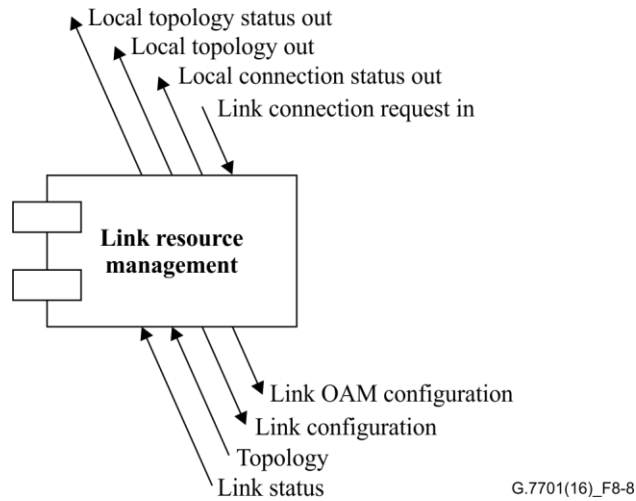 Local topology status out
Local topology out
Local connection status out
Link connection request in
Link resource
management
Link OAM configuration
Link configuration
Topology
Link status
G.7701(16)_F8-8